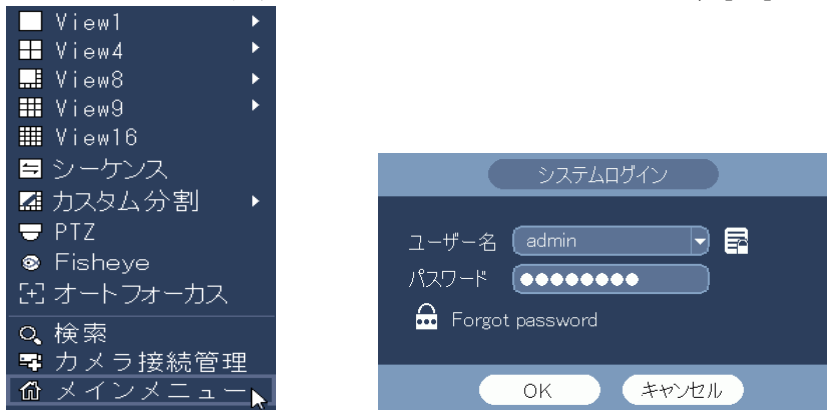 View1
View4
View8
View9
View16
シーケンス
カスタム分割
PTZ
Fisheye
オートフォーカス
検索
カメラ接続管理
メインメニュー
システムログイン
ユーザー名 admin
パスワード ●●●●●●●●
Forgot password
OK キャンセル